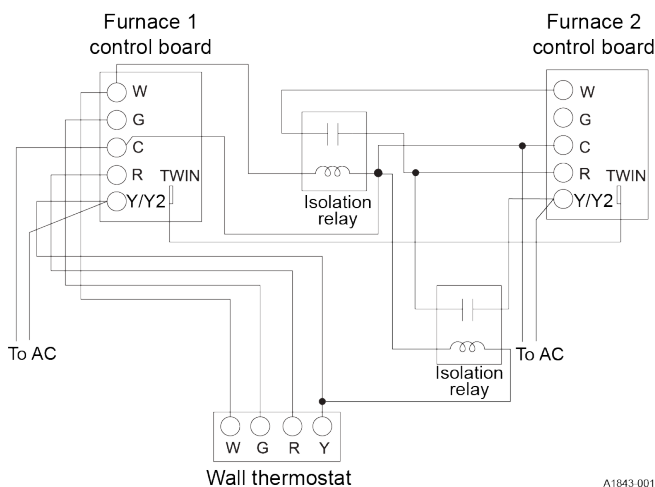 Furnace 1
control board
Furnace 2
control board
W
G
C
R
TWIN
Y/Y2
W
G
C
R
TWIN
Y/Y2
Isolation
relay
To AC
Isolation
relay
To AC
W G R Y
Wall thermostat
A1843-001